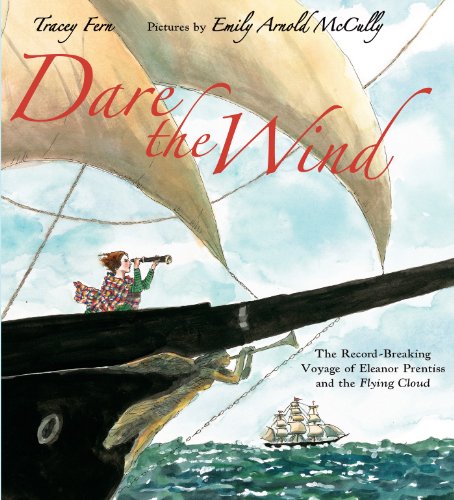 Tracey Fern Pictures by Emily Arnold McCully
Dare
the Wind
The Record-Breaking
Voyage of Eleanor Prentiss
and the Flying Cloud